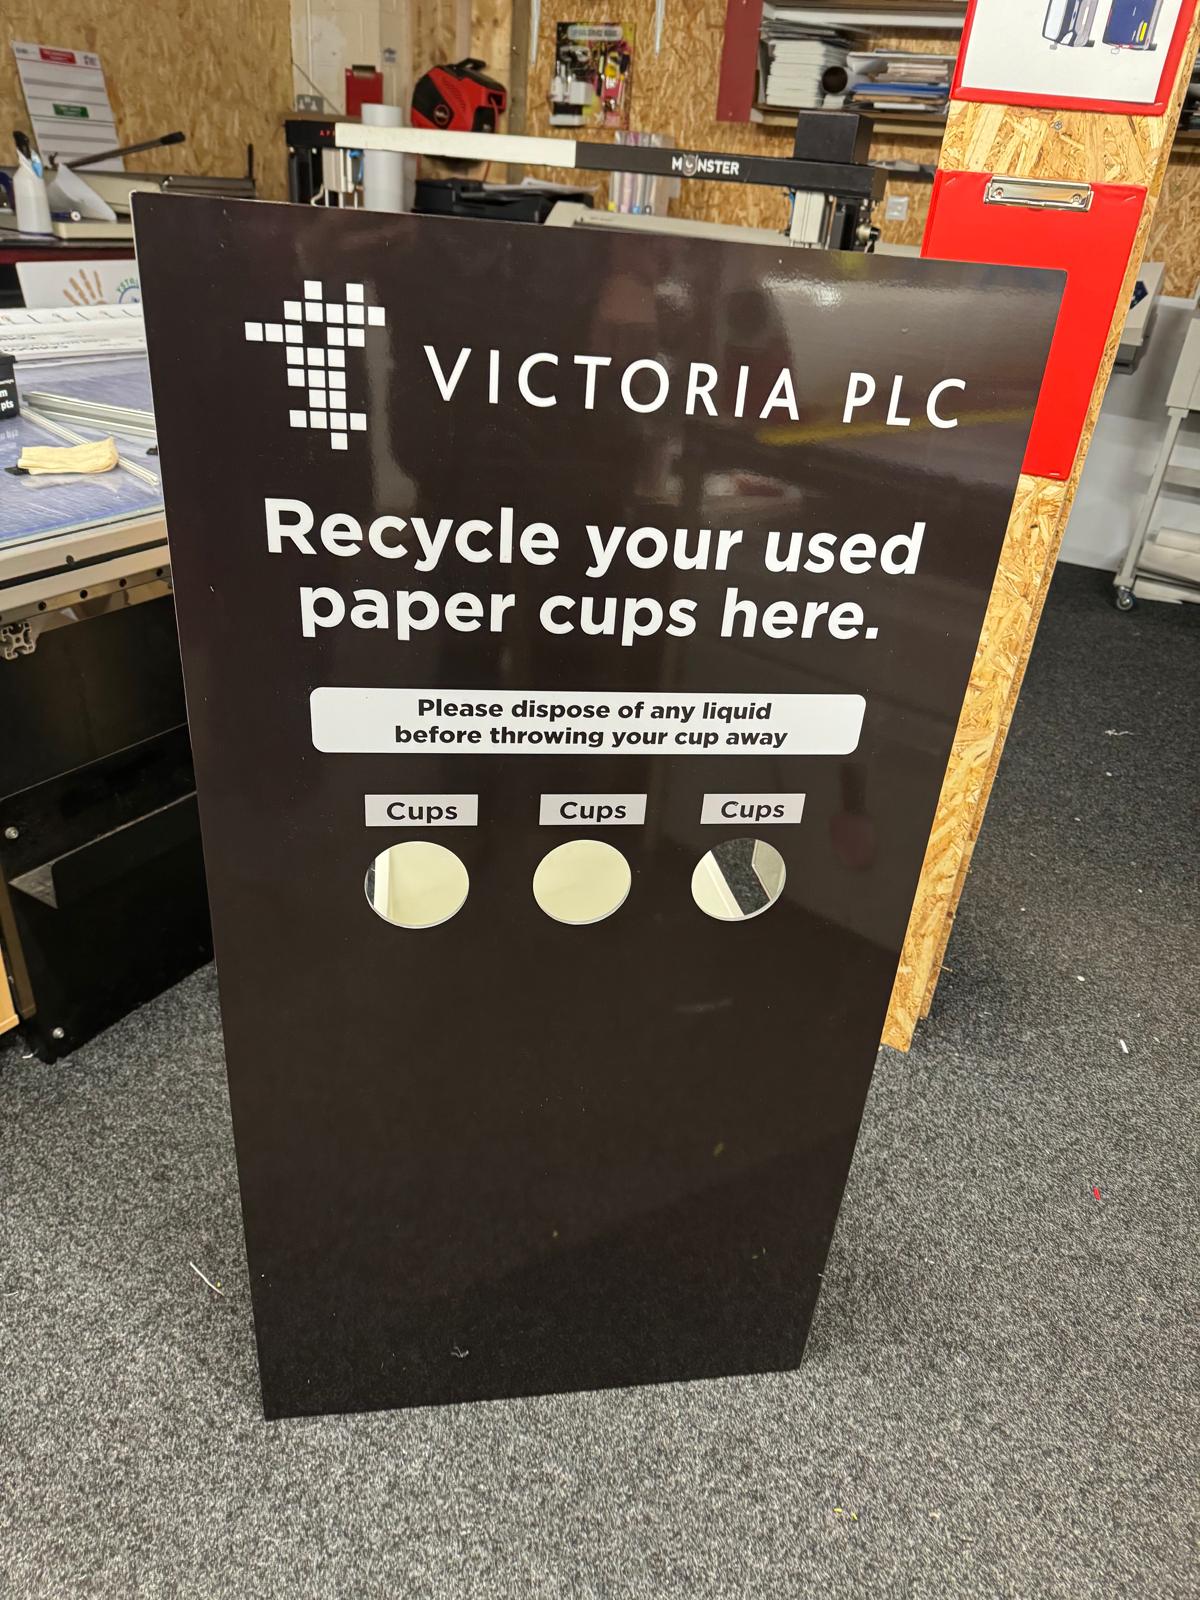 MONSTER
VICTORIA PLC
Recycle your used
paper cups here.
Please dispose of any liquid
before throwing your cup away
Cups Cups Cups